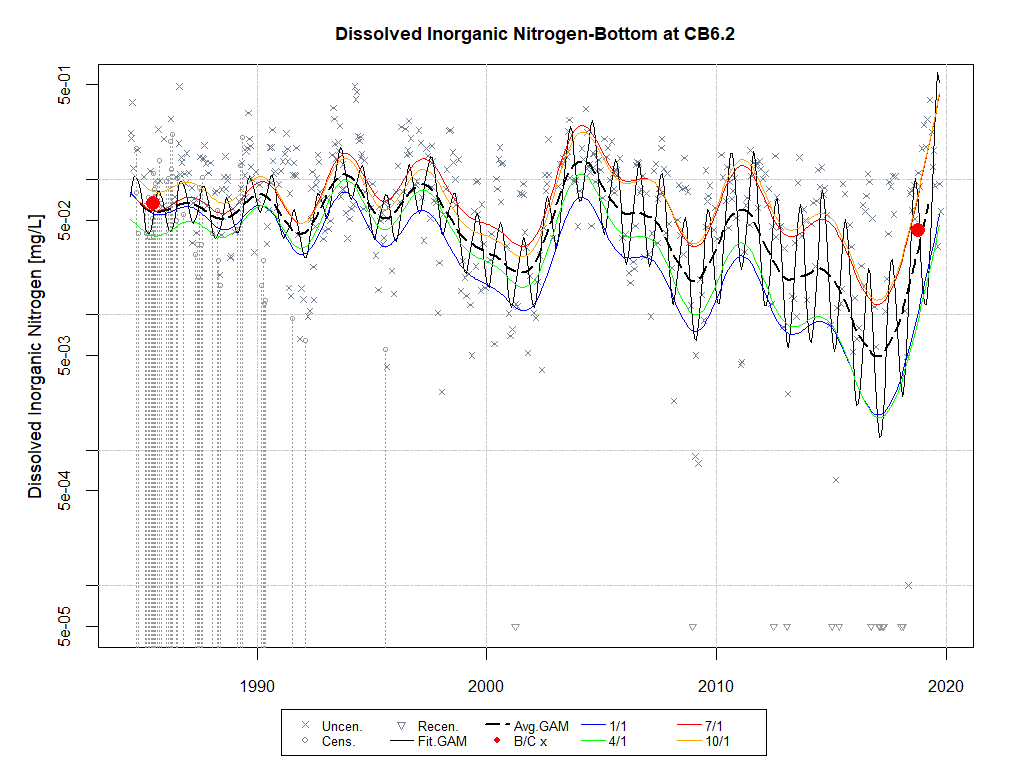 Dissolved Inorganic Nitrogen-Bottom at CB6.2
Dissolved Inorganic Nitrogen [mg/L]
5e-01
5e-02
5e-03
5e-04
5e-05
1990 2000 2010 2020
Uncen. Recen. Avg.GAM 1/1 7/1
Cens. Fit.GAM B/C x 4/1 10/1